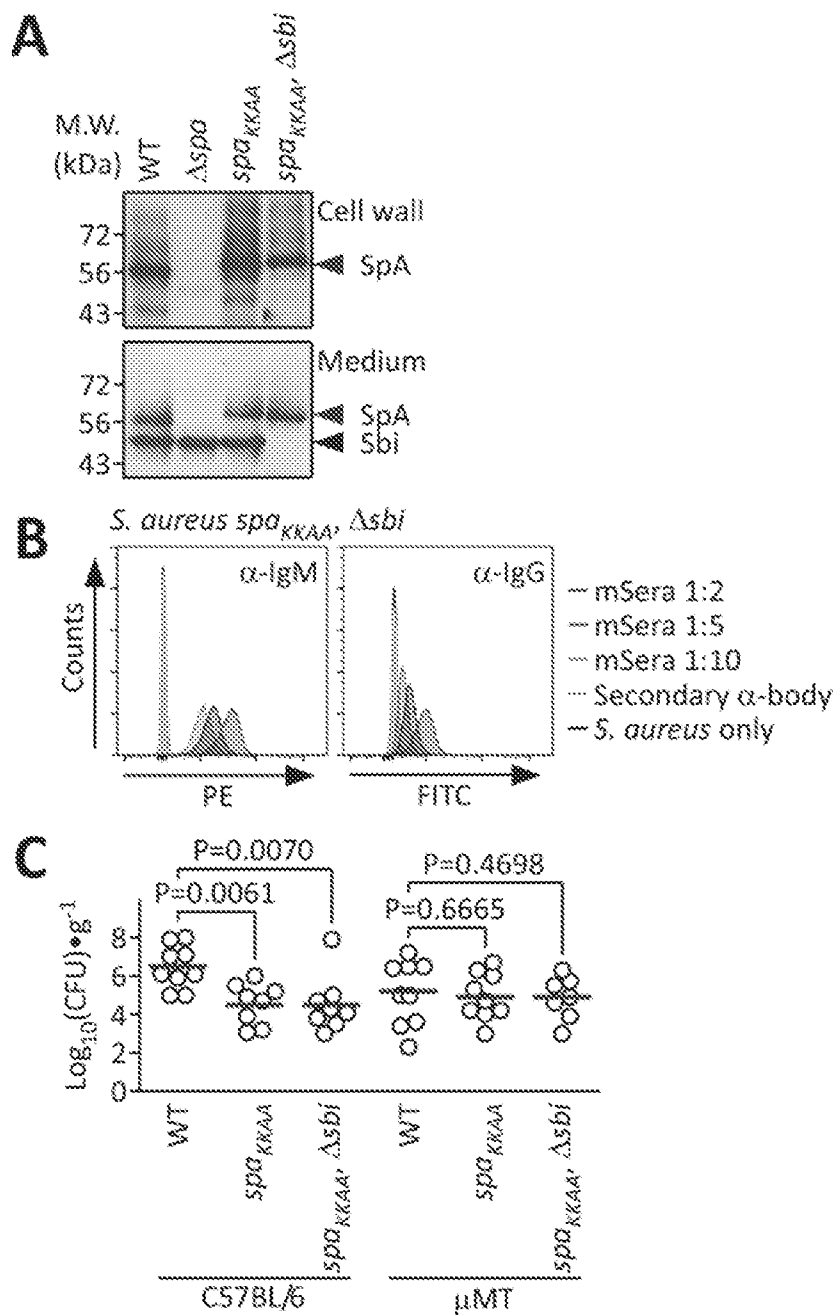 A
M.W.
(kDa)
WT
Δspa
spaKKAA
spaKKAA, Δsbi
Cell wall
72
56
43
SpA
Medium
72
56
43
SpA
Sbi
B
S. aureus spaKKAA, Δsbi
α-IgM
α-IgG
Counts
PE
FITC
mSera 1:2
mSera 1:5
mSera 1:10
Secondary α-body
S. aureus only
C
P=0.0070
P=0.0061
P=0.4698
P=0.6665
Log10(CFU)•g-1
8
6
4
2
0
WT
spaKKAA
spaKKAA, Δsbi
WT
spaKKAA
spaKKAA, Δsbi
C57BL/6
μMT